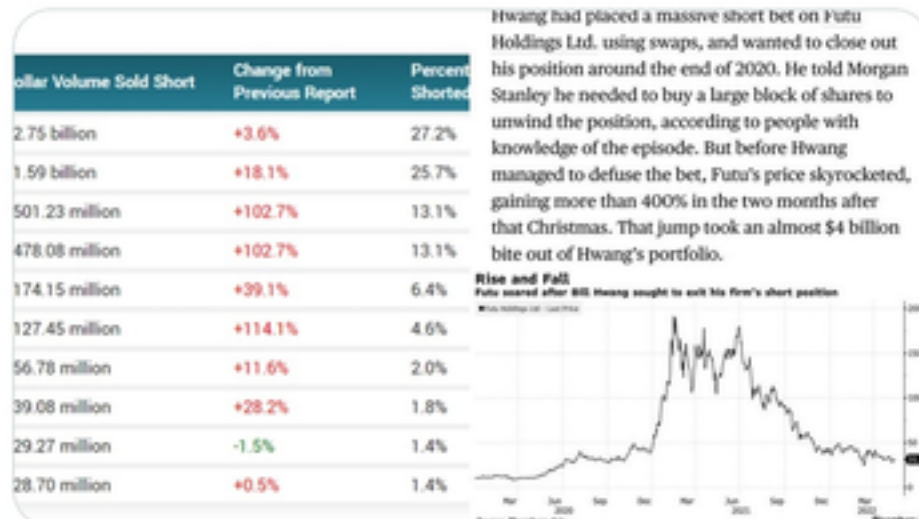 ollar Volume Sold Short
Change from
Previous Report
Percent
Shorted
2.75 billion +3.6% 27.2%
1.59 billion +18.1% 25.7%
501.23 million +102.7% 13.1%
478.08 million +102.7% 13.1%
174.15 million +39.1% 6.4%
127.45 million +114.1% 4.6%
56.78 million +11.6% 2.0%
39.08 million +28.2% 1.8%
29.27 million -1.5% 1.4%
28.70 million +0.5% 1.4%
Hwang had placed a massive short bet on Futu
Holdings Ltd. using swaps, and wanted to close out
his position around the end of 2020. He told Morgan
Stanley he needed to buy a large block of shares to
unwind the position, according to people with
knowledge of the episode. But before Hwang
managed to defuse the bet, Futu's price skyrocketed,
gaining more than 400% in the two months after
that Christmas. That jump took an almost $4 billion
bite out of Hwang's portfolio.
Rise and Fall
Futu soared after Bill Hwang sought to exit his firm's short position
Futu Holdings Ltd - Last Price
50
0
Mar Jun Sep Dec Mar Jun Sep Dec Mar
2020 2021 2022